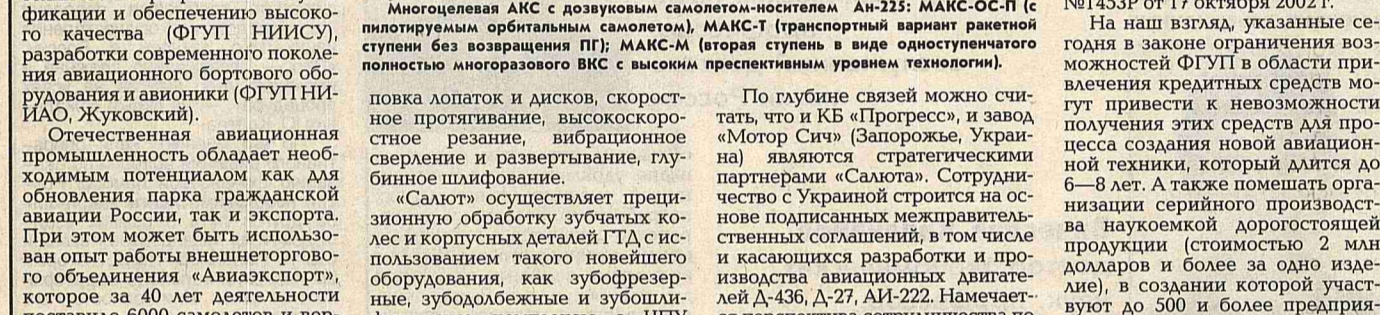 фикации и обеспечению высоко-
го качества (ФГУП НИИСУ),
разработки современного поколе-
ния авиационного бортового обо-
рудования и авионики (ФГУП НИ-
ИАО, Жуковский).
Отечественная авиационная
промышленность обладает необ-
ходимым потенциалом как для
обновления парка гражданской
авиации России, так и экспорта.
При этом может быть использо-
ван опыт работы внешнеторгово-
го объединения «Авиаэкспорт»,
которое за 40 лет деятельности
поставило 6000 самолетов и вер-
Многоцелевая АКС с дозвуковым самолетом-носителем Ан-225: МАКС-ОС-П (с
пилотируемым орбитальным самолетом), МАКС-Т (транспортный вариант ракетной
ступени без возвращения ПГ); МАКС-М (вторая ступень в виде одноступенчатого
полностью многоразового ВКС с высоким преспективным уровнем технологии).
повка лопаток и дисков, скорост-
ное протягивание, высокоскоро-
стное резание, вибрационное
сверление и развертывание, глу-
бинное шлифование.
«Салют» осуществляет преци-
зионную обработку зубчатых ко-
лес и корпусных деталей ГТД с ис-
пользованием такого новейшего
оборудования, как зубофрезер-
ные, зубодолбежные и зубошли-
По глубине связей можно счи-
тать, что и КБ «Прогресс», и завод
«Мотор Сич» (Запорожье, Украи-
на) являются стратегическими
партнерами «Салюта». Сотрудни-
чество с Украиной строится на ос-
нове подписанных межправитель-
ственных соглашений, в том числе
и касающихся разработки и про-
изводства авиационных двигате-
лей Д-436, Д-27, АИ-222. Намечает-
№1453Р от 17 октября 2002 г.
На наш взгляд, указанные се-
годня в законе ограничения воз-
можностей ФГУП в области при-
влечения кредитных средств мо-
гут привести к невозможности
получения этих средств для про-
цесса создания новой авиацион-
ной техники, который длится до
6—8 лет. А также помешать орга-
низации серийного производст-
ва наукоемкой дорогостоящей
продукции (стоимостью 2 млн
долларов и более за одно изде-
лие), в создании которой участ-
вуют до 500 и более предприя-